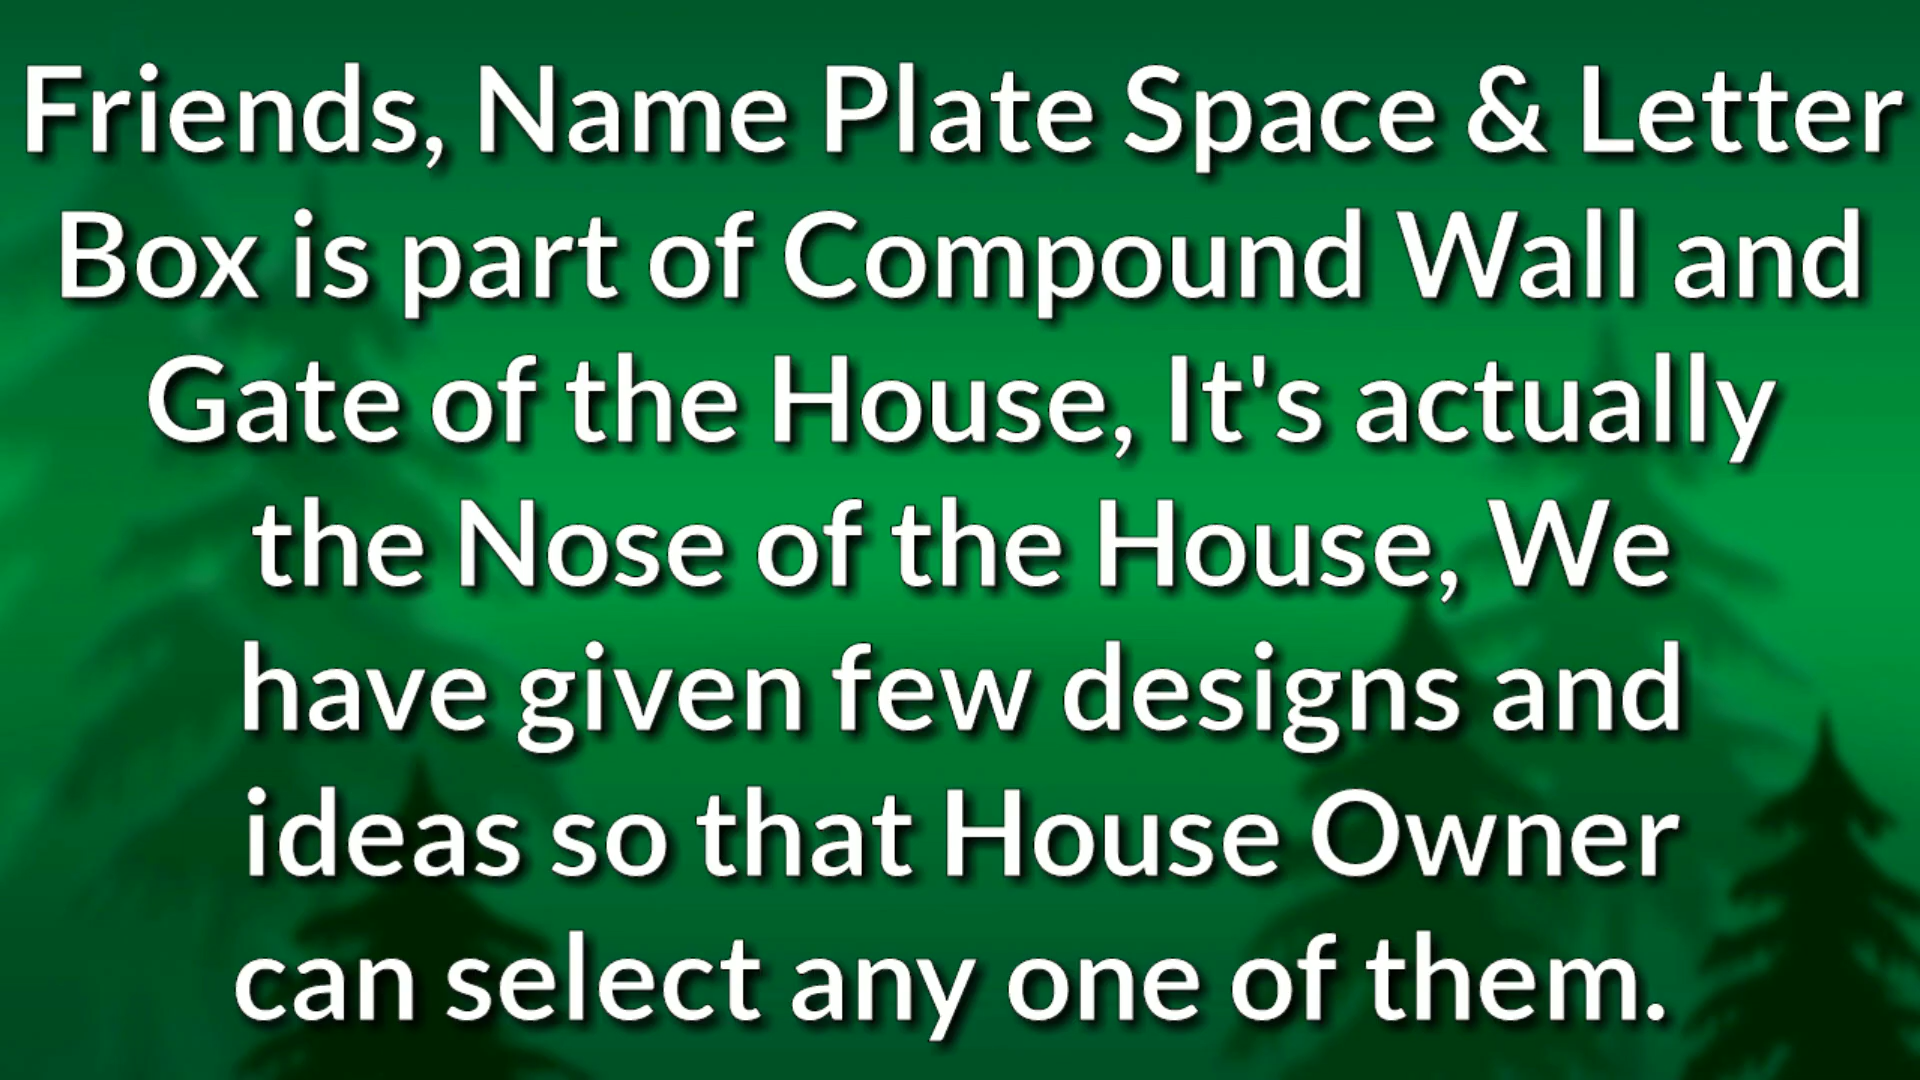 Friends, Name Plate Space & Letter
Box is part of Compound Wall and
Gate of the House, It's actually
the Nose of the House, We
have given few designs and
ideas so that House Owner
can select any one of them.